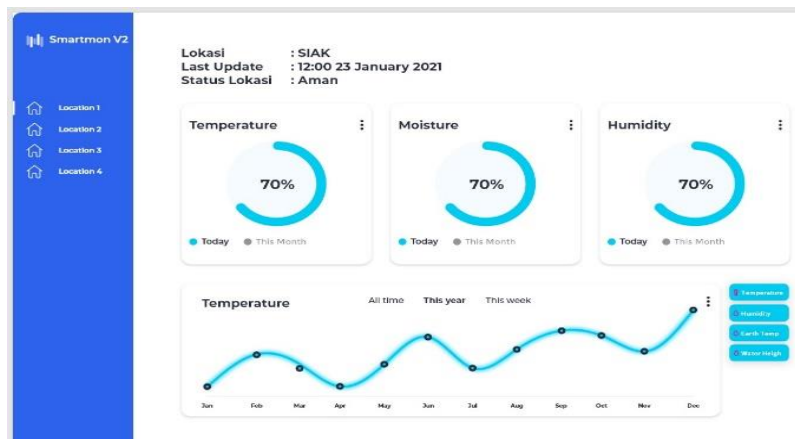 Smartmon V2
Location 1
Location 2
Location 3
Location 4
Lokasi : SIAK
Last Update : 12:00 23 January 2021
Status Lokasi : Aman
Temperature
70%
Today This Month
Moisture
70%
Today This Month
Humidity
70%
Today This Month
Temperature All time This year This week
Jan Feb Mar Apr May Jun Jul Aug Sep Oct Nov Dec
Temperature
Humidity
Earth Temp
Water Heigh